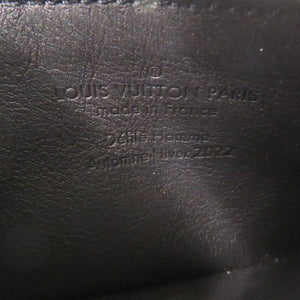 LOUIS VUITTON PARIS
made in France
Défilé Homme
Automne-Hiver 2022